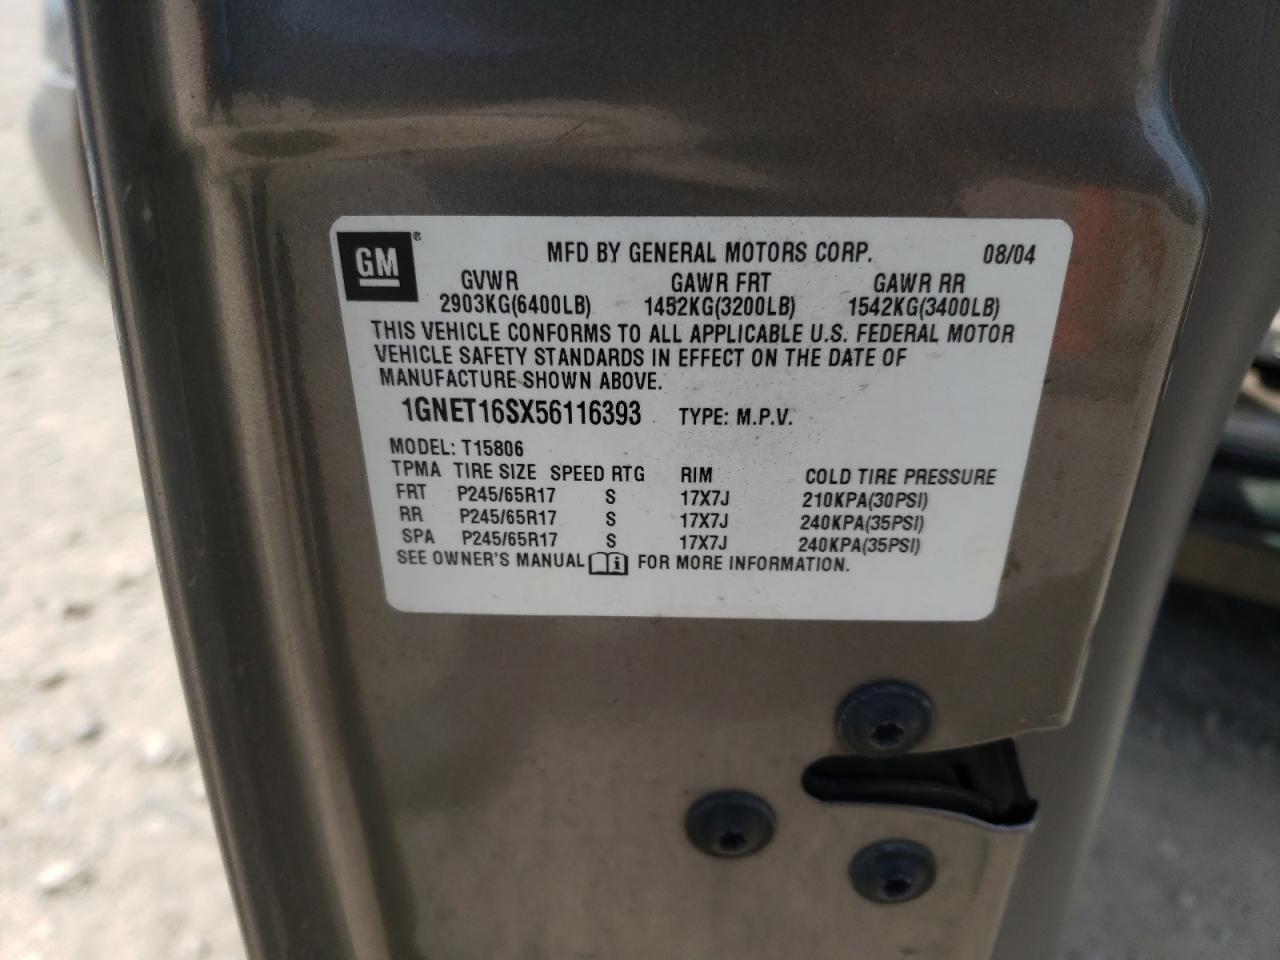 GM®
MFD BY GENERAL MOTORS CORP. 08/04
GVWR GAWR FRT GAWR RR
2903KG(6400LB) 1452KG(3200LB) 1542KG(3400LB)
THIS VEHICLE CONFORMS TO ALL APPLICABLE U.S. FEDERAL MOTOR
VEHICLE SAFETY STANDARDS IN EFFECT ON THE DATE OF
MANUFACTURE SHOWN ABOVE.
1GNET16SX56116393 TYPE: M.P.V.
MODEL: T15806
TPMA TIRE SIZE SPEED RTG RIM COLD TIRE PRESSURE
FRT P245/65R17 S 17X7J 210KPA(30PSI)
RR P245/65R17 S 17X7J 240KPA(35PSI)
SPA P245/65R17 S 17X7J 240KPA(35PSI)
SEE OWNER'S MANUAL i FOR MORE INFORMATION.